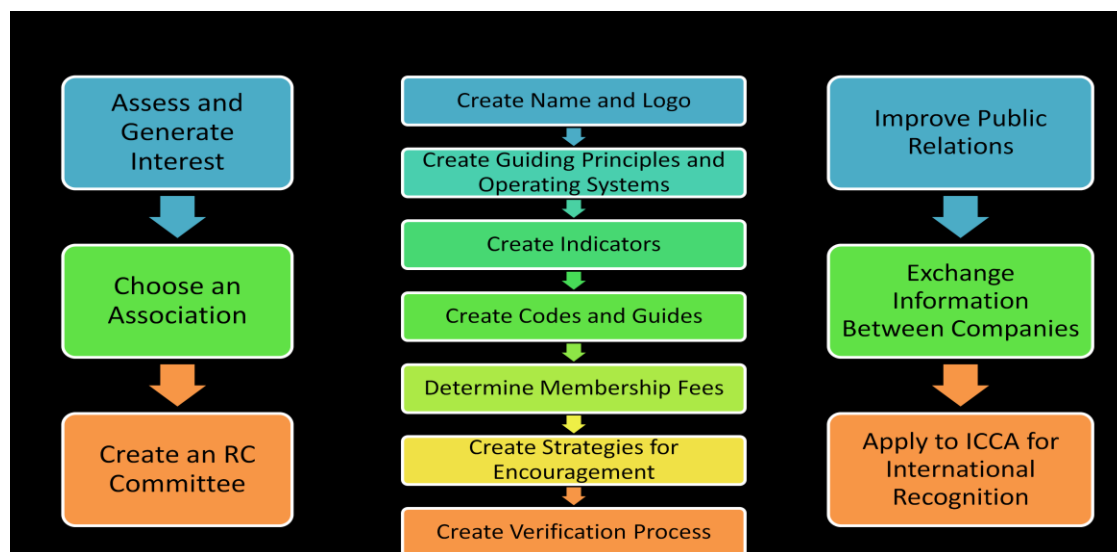 Assess and
Generate
Interest
Choose an
Association
Create an RC
Committee
Create Name and Logo
Create Guiding Principles and
Operating Systems
Create Indicators
Create Codes and Guides
Determine Membership Fees
Create Strategies for
Encouragement
Create Verification Process
Improve Public
Relations
Exchange
Information
Between Companies
Apply to ICCA for
International
Recognition